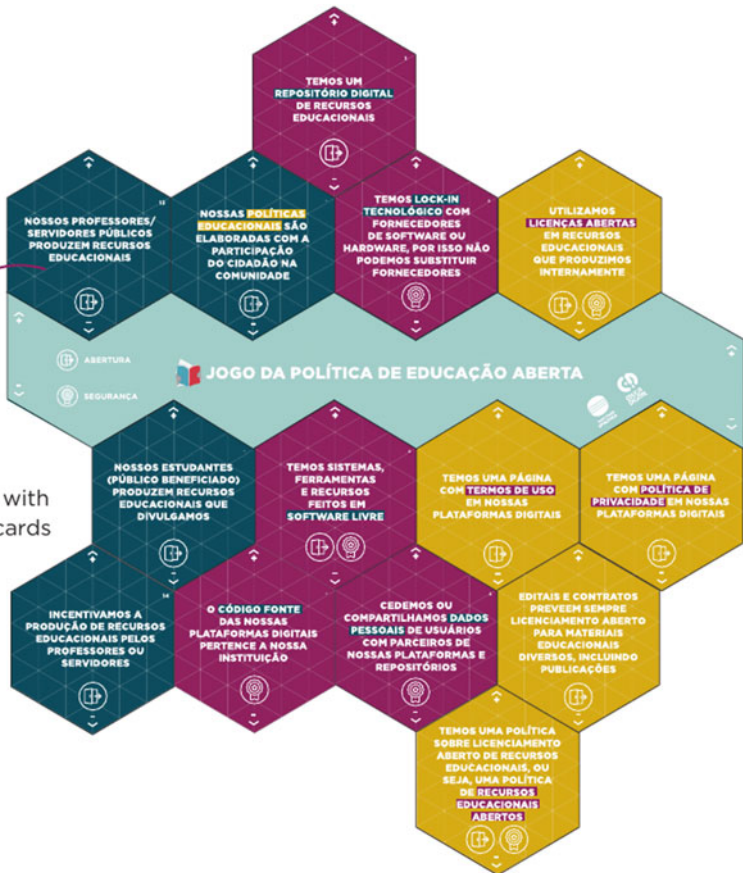 TEMOS UM
REPOSITÓRIO DIGITAL
DE RECURSOS
EDUCACIONAIS
NOSSOS PROFESSORES/
SERVIDORES PÚBLICOS
PRODUZEM RECURSOS
EDUCACIONAIS
NOSSAS POLÍTICAS
EDUCACIONAIS SÃO
ELABORADAS COM A
PARTICIPAÇÃO
DO CIDADÃO NA
COMUNIDADE
TEMOS LOCK-IN
TECNOLÓGICO COM
FORNECEDORES
DE SOFTWARE OU
HARDWARE, POR ISSO NÃO
PODEMOS SUBSTITUIR
FORNECEDORES
UTILIZAMOS
LICENÇAS ABERTAS
EM RECURSOS
EDUCACIONAIS
QUE PRODUZIMOS
INTERNAMENTE
ABERTURA
SEGURANÇA
JOGO DA POLÍTICA DE EDUCAÇÃO ABERTA
with
cards
NOSSOS ESTUDANTES
(PÚBLICO BENEFICIADO)
PRODUZEM RECURSOS
EDUCACIONAIS QUE
DIVULGAMOS
TEMOS SISTEMAS,
FERRAMENTAS
E RECURSOS
FEITOS EM
SOFTWARE LIVRE
TEMOS UMA PÁGINA
COM TERMOS DE USO
EM NOSSAS
PLATAFORMAS DIGITAIS
TEMOS UMA PÁGINA
COM POLÍTICA DE
PRIVACIDADE EM NOSSAS
PLATAFORMAS DIGITAIS
14
INCENTIVAMOS A
PRODUÇÃO DE RECURSOS
EDUCACIONAIS PELOS
PROFESSORES OU
SERVIDORES
O CÓDIGO FONTE
DAS NOSSAS
PLATAFORMAS DIGITAIS
PERTENCE A NOSSA
INSTITUIÇÃO
CEDEMOS OU
COMPARTILHAMOS DADOS
PESSOAIS DE USUÁRIOS
COM PARCEIROS DE
NOSSAS PLATAFORMAS E
REPOSITÓRIOS
EDITAIS E CONTRATOS
PREVEEM SEMPRE
LICENCIAMENTO ABERTO
PARA MATERIAIS
EDUCACIONAIS
DIVERSOS, INCLUINDO
PUBLICAÇÕES
TEMOS UMA POLÍTICA
SOBRE LICENCIAMENTO
ABERTO DE RECURSOS
EDUCACIONAIS, OU
SEJA, UMA POLÍTICA
DE RECURSOS
EDUCACIONAIS
ABERTOS